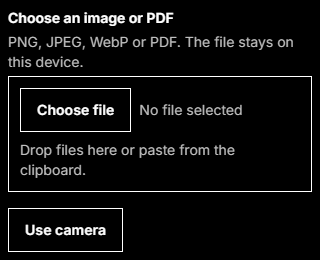 Choose an image or PDF
PNG, JPEG, WebP or PDF. The file stays on
this device.
Choose file No file selected
Drop files here or paste from the
clipboard.
Use camera